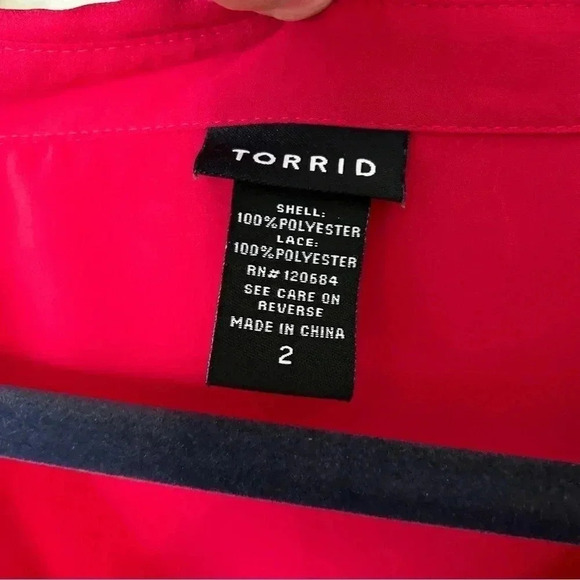 TORRID
SHELL:
100%POLYESTER
LACE:
100%POLYESTER
RN# 120684
SEE CARE ON
REVERSE
MADE IN CHINA
2